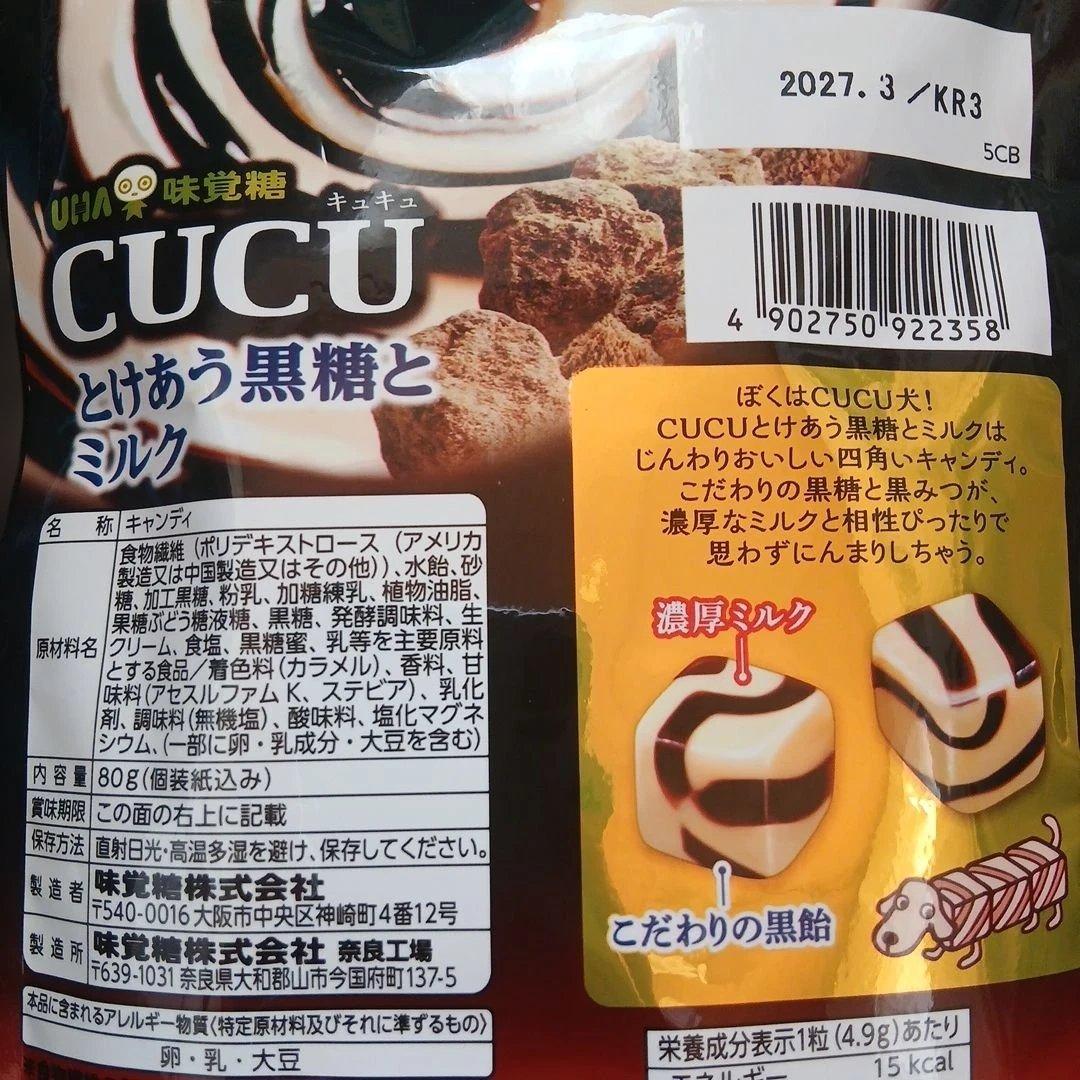 2027. 3 /KR3
5CB
UHA 味覚糖
キュキュ
CUCU
とけあう黒糖と
ミルク
4 902750 922358
ぼくはCUCU犬!
CUCUとけあう黒糖とミルクは
じんわりおいしい四角いキャンディ。
こだわりの黒糖と黒みつが、
濃厚なミルクと相性ぴったりで
思わずにんまりしちゃう。
濃厚ミルク
こだわりの黒飴
名 称 キャンディ
原材料名 食物繊維(ポリデキストロース(アメリカ
製造又は中国製造又はその他))、水飴、砂
糖、加工黒糖、粉乳、加糖練乳、植物油脂、
果糖ぶどう糖液糖、黒糖、発酵調味料、生
クリーム、食塩、黒糖蜜、乳等を主要原料
とする食品/着色料(カラメル)、香料、甘
味料(アセスルファムK、ステビア)、乳化
剤、調味料(無機塩)、酸味料、塩化マグネ
シウム、(一部に卵・乳成分・大豆を含む)
内 容 量 80g(個装紙込み)
賞味期限 この面の右上に記載
保存方法 直射日光・高温多湿を避け、保存してください。
製 造 者 味覚糖株式会社
〒540-0016 大阪市中央区神崎町4番12号
製 造 所 味覚糖株式会社 奈良工場
〒639-1031 奈良県大和郡山市今国府町137-5
本品に含まれるアレルギー物質〈特定原材料及びそれに準ずるもの〉
卵・乳・大豆
栄養成分表示1粒(4.9g)あたり
エネルギー 15 kcal